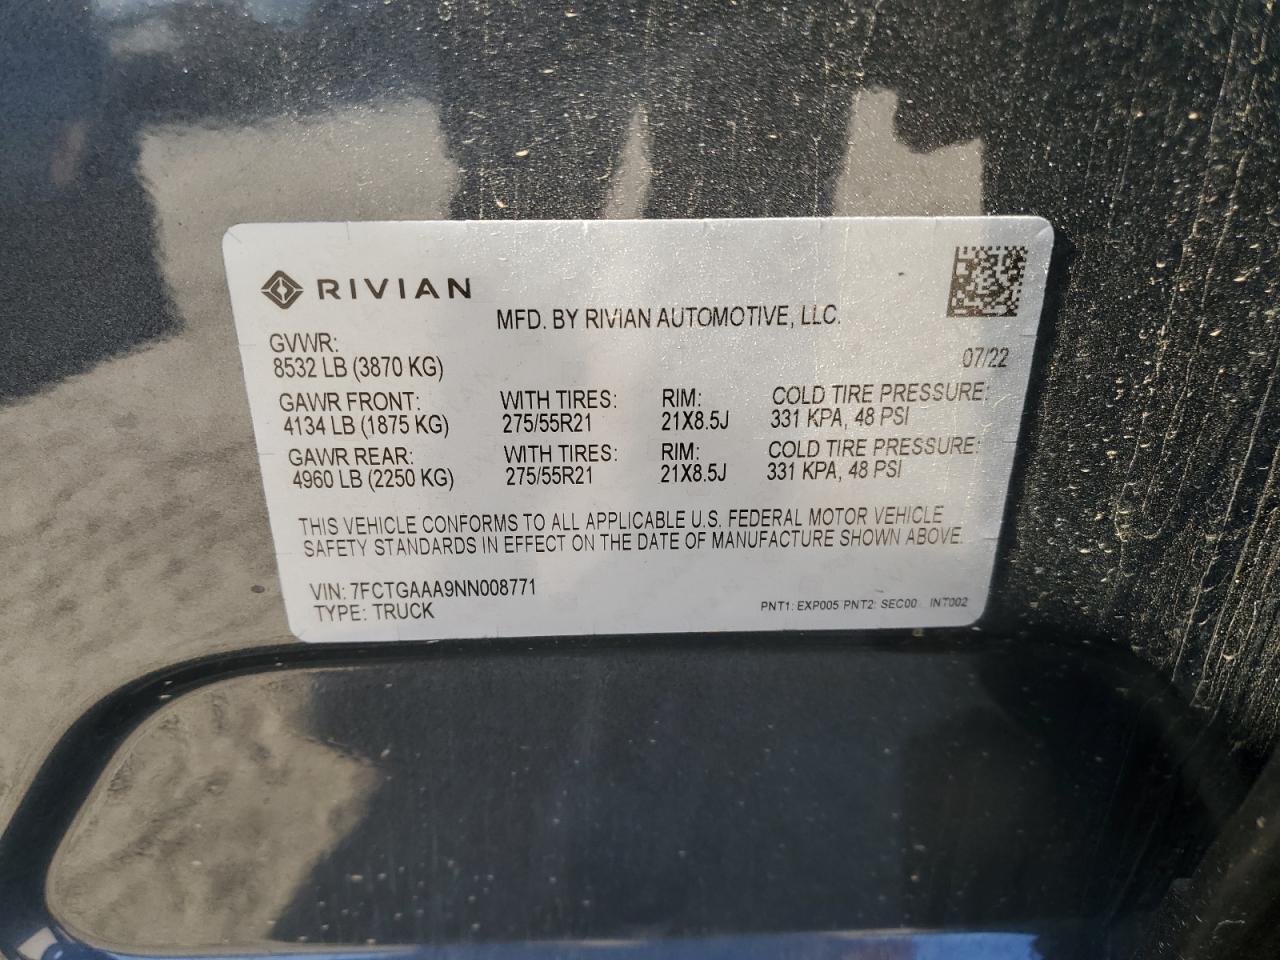 RIVIAN
MFD. BY RIVIAN AUTOMOTIVE, LLC.
GVWR:
8532 LB (3870 KG)
07/22
GAWR FRONT: WITH TIRES: RIM: COLD TIRE PRESSURE:
4134 LB (1875 KG) 275/55R21 21X8.5J 331 KPA, 48 PSI
GAWR REAR: WITH TIRES: RIM: COLD TIRE PRESSURE:
4960 LB (2250 KG) 275/55R21 21X8.5J 331 KPA, 48 PSI
THIS VEHICLE CONFORMS TO ALL APPLICABLE U.S. FEDERAL MOTOR VEHICLE
SAFETY STANDARDS IN EFFECT ON THE DATE OF MANUFACTURE SHOWN ABOVE.
VIN: 7FCTGAAA9NN008771
TYPE: TRUCK
PNT1: EXP005 PNT2: INT002